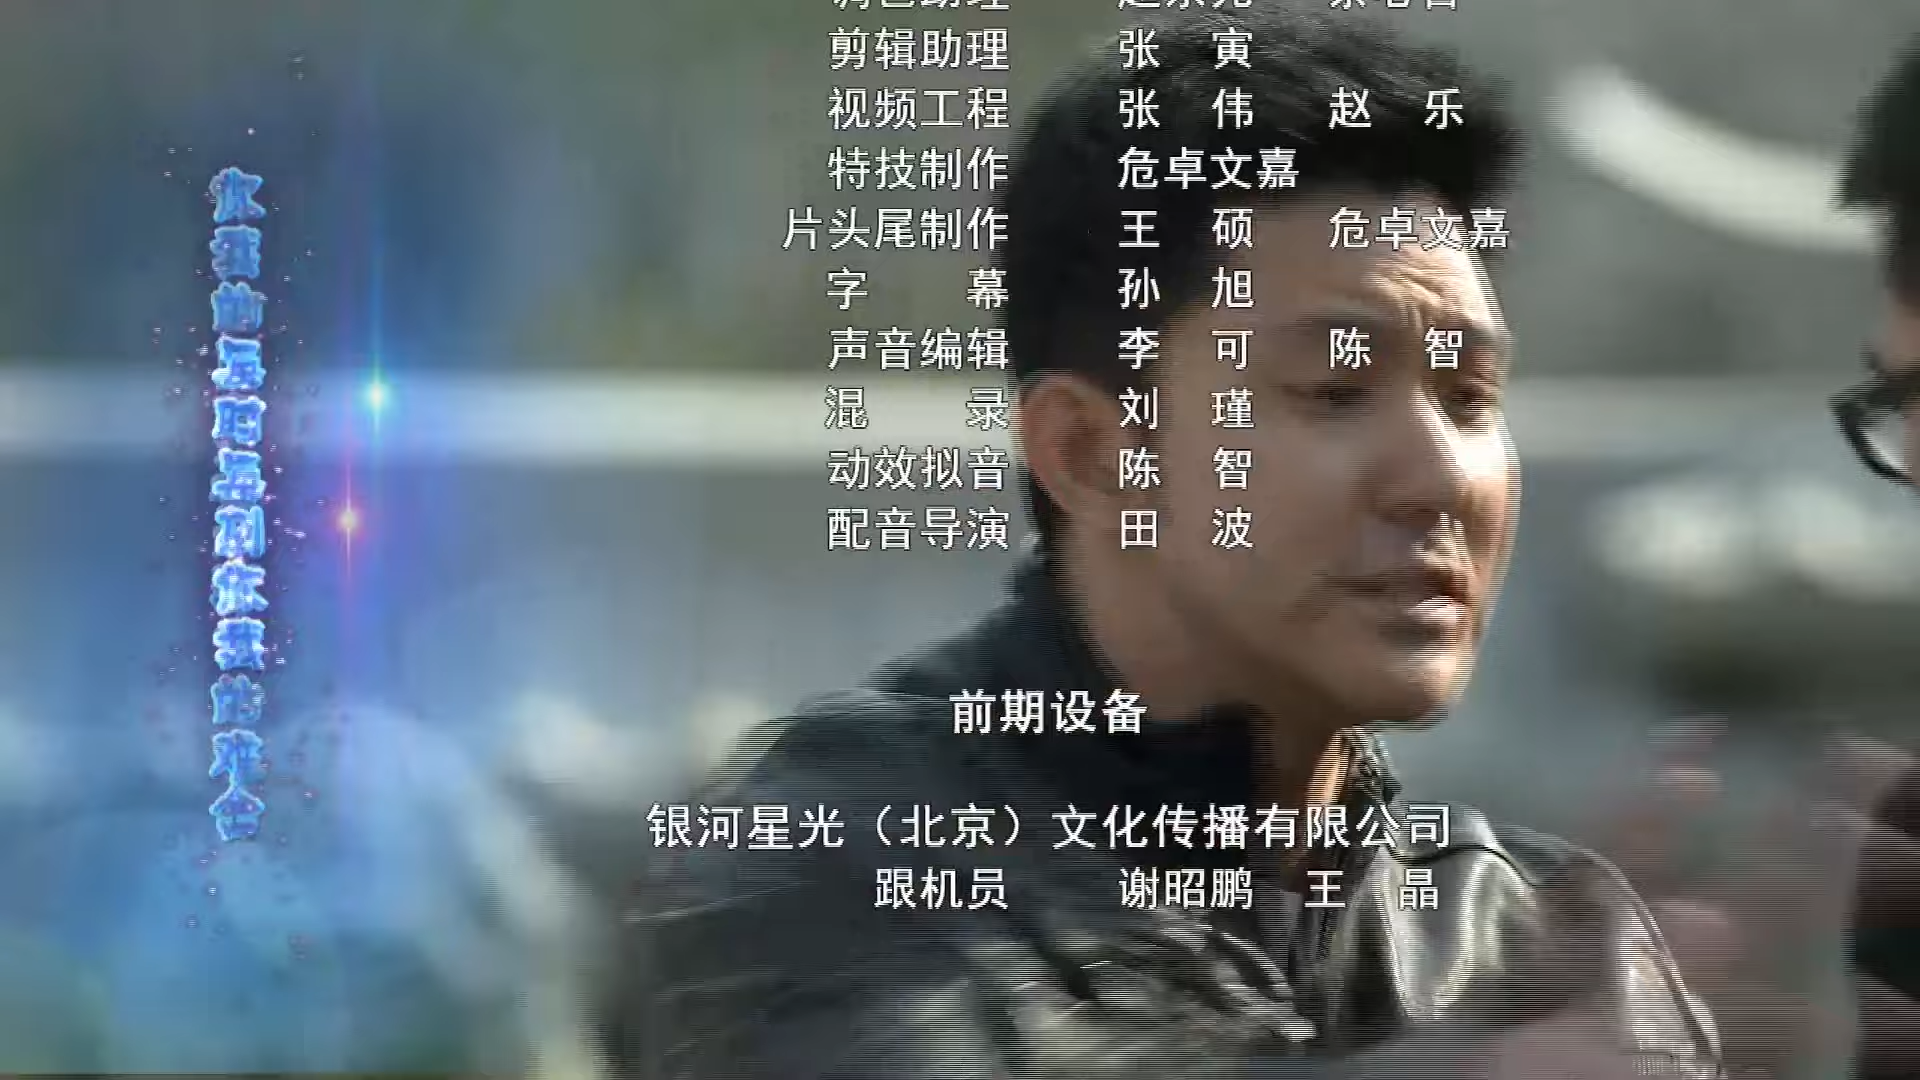 剪辑助理 张 寅
视频工程 张 伟 赵 乐
特技制作 危卓文嘉
片头尾制作 王 硕 危卓文嘉
字 幕 孙 旭
声音编辑 李 可 陈 智
混 录 刘 瑾
动效拟音 陈 智
配音导演 田 波
前期设备
银河星光（北京）文化传播有限公司
跟机员 谢昭鹏 王 晶